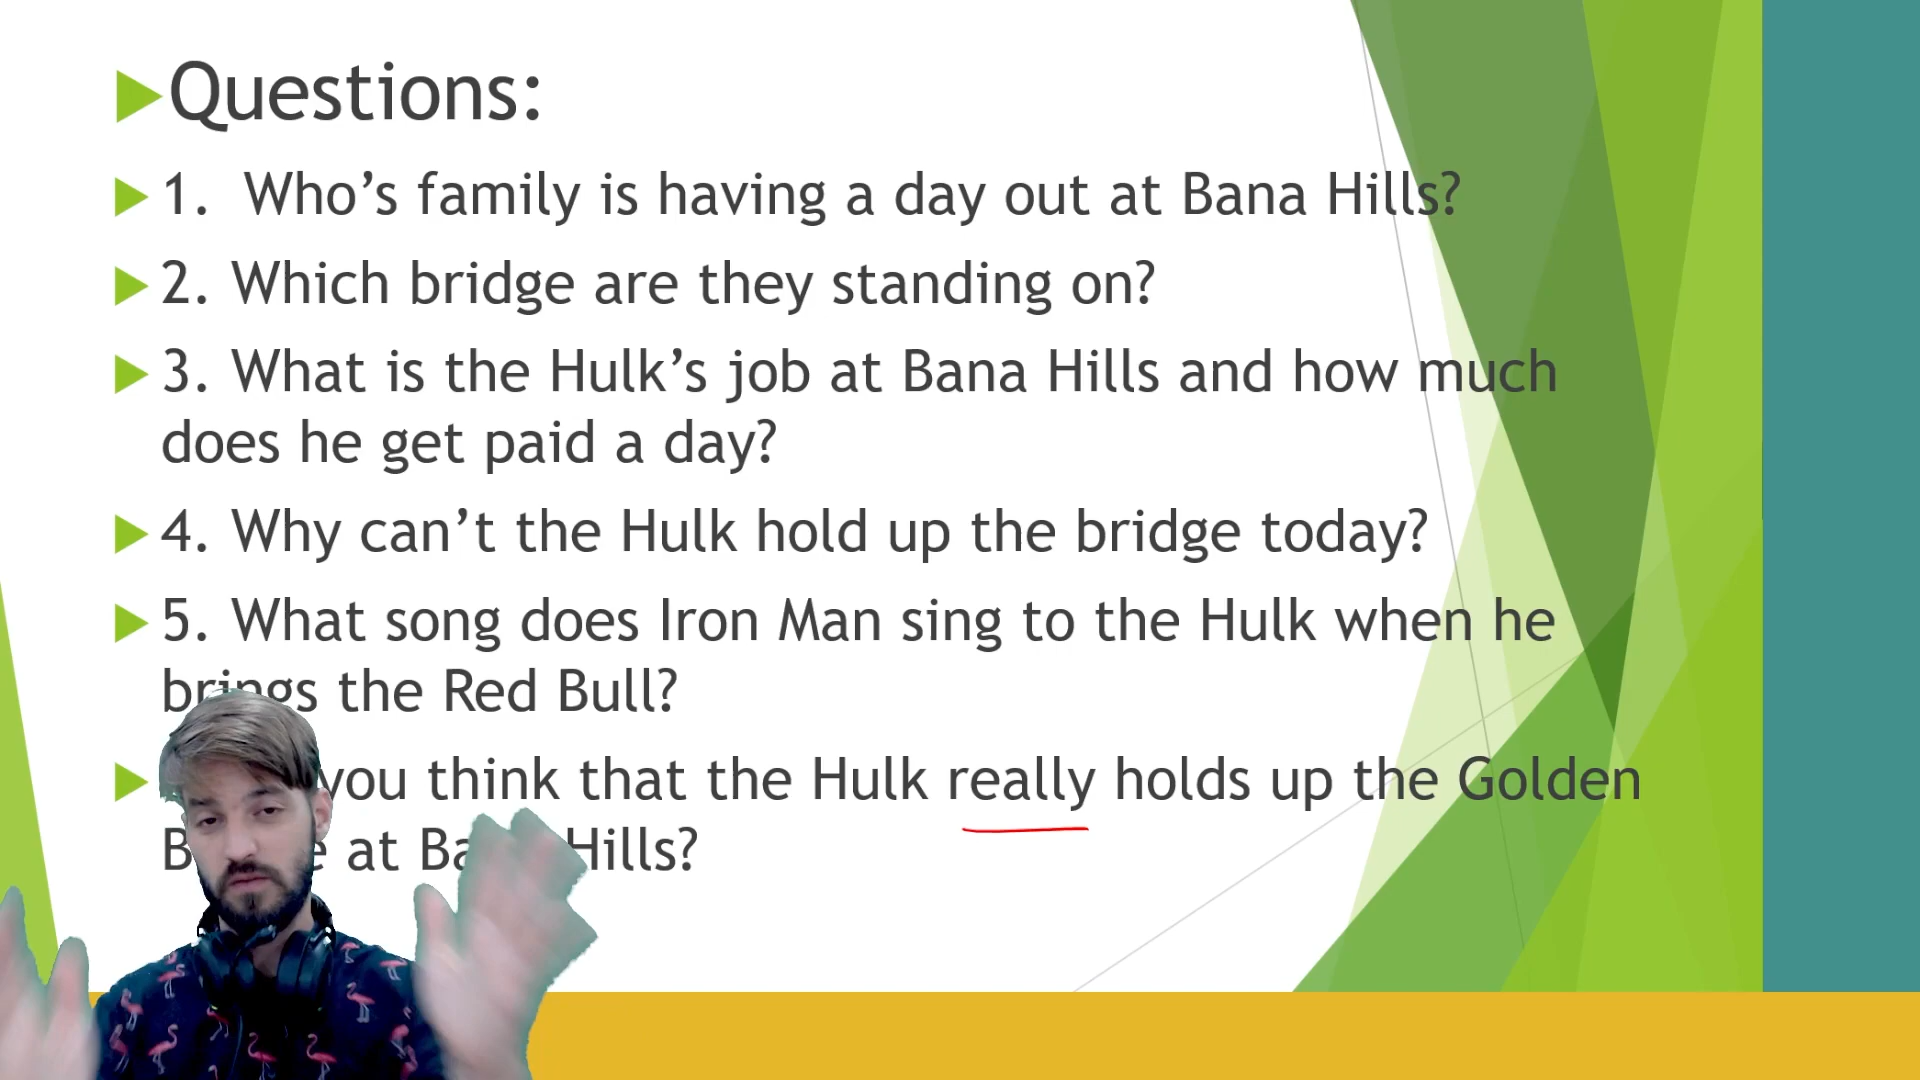 Questions:
1. Who’s family is having a day out at Bana Hills?
2. Which bridge are they standing on?
3. What is the Hulk’s job at Bana Hills and how much
does he get paid a day?
4. Why can’t the Hulk hold up the bridge today?
5. What song does Iron Man sing to the Hulk when he
brings the Red Bull?
you think that the Hulk really holds up the Golden
at Hills?